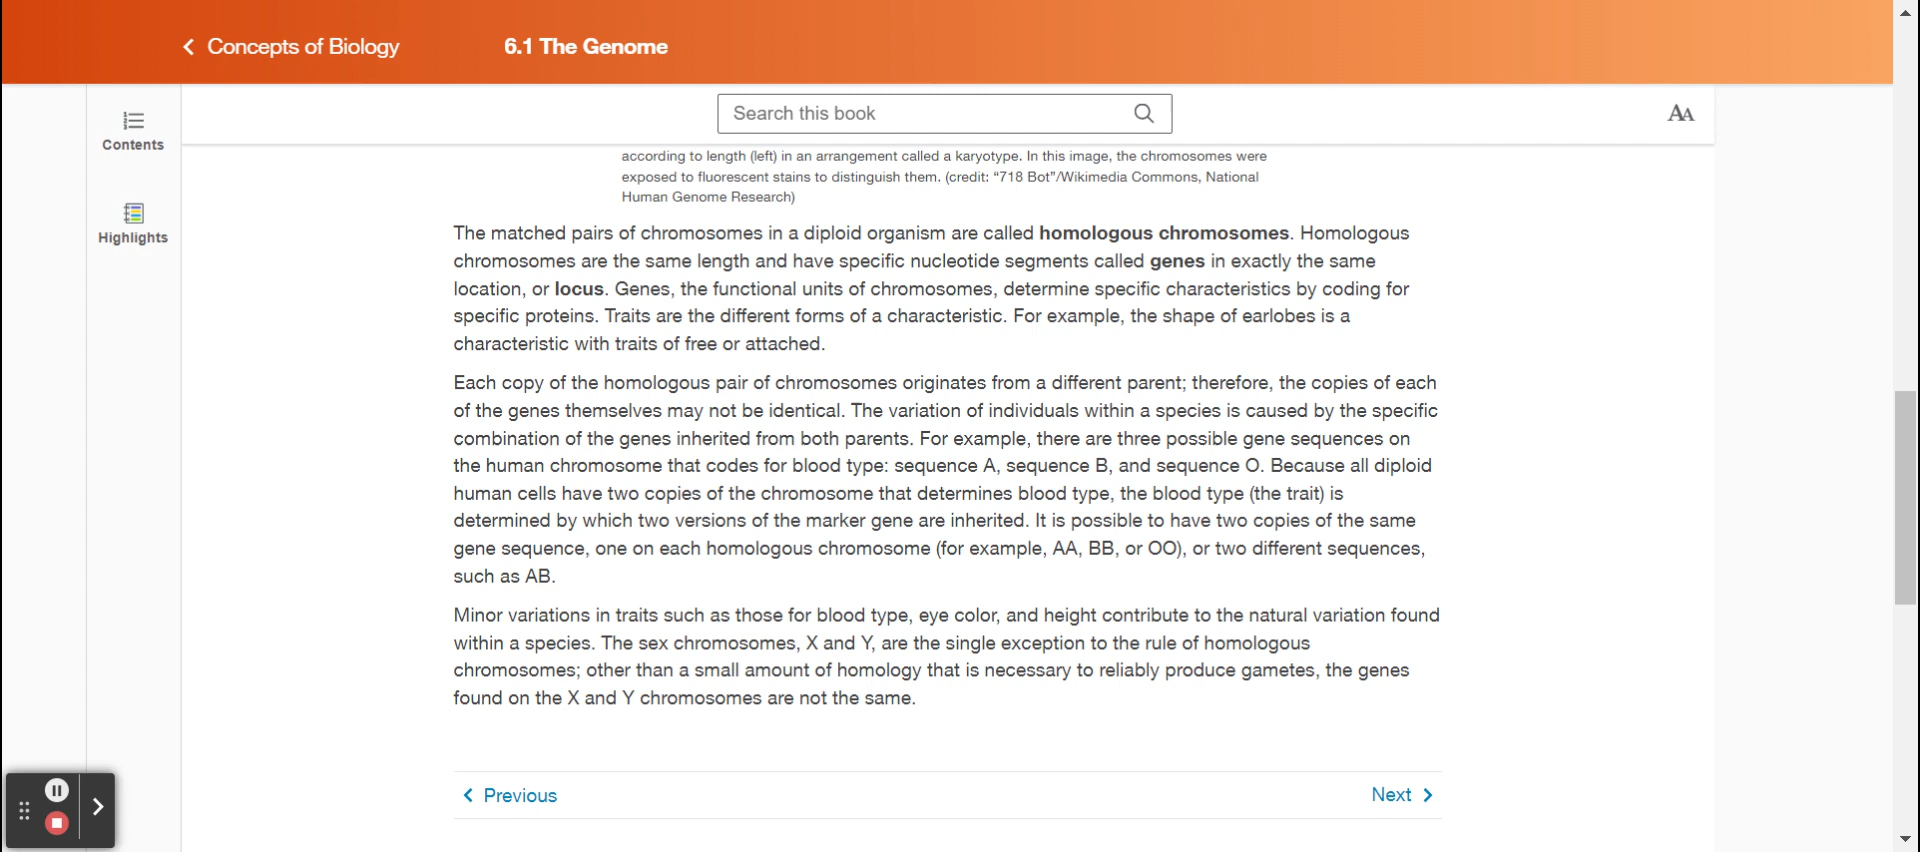 Concepts of Biology
6.1 The Genome
Contents
Highlights
Search this book
AA
according to length (left) in an arrangement called a karyotype. In this image, the chromosomes were
exposed to fluorescent stains to distinguish them. (credit: “718 Bot”/Wikimedia Commons, National
Human Genome Research)
The matched pairs of chromosomes in a diploid organism are called homologous chromosomes. Homologous
chromosomes are the same length and have specific nucleotide segments called genes in exactly the same
location, or locus. Genes, the functional units of chromosomes, determine specific characteristics by coding for
specific proteins. Traits are the different forms of a characteristic. For example, the shape of earlobes is a
characteristic with traits of free or attached.
Each copy of the homologous pair of chromosomes originates from a different parent; therefore, the copies of each
of the genes themselves may not be identical. The variation of individuals within a species is caused by the specific
combination of the genes inherited from both parents. For example, there are three possible gene sequences on
the human chromosome that codes for blood type: sequence A, sequence B, and sequence O. Because all diploid
human cells have two copies of the chromosome that determines blood type, the blood type (the trait) is
determined by which two versions of the marker gene are inherited. It is possible to have two copies of the same
gene sequence, one on each homologous chromosome (for example, AA, BB, or OO), or two different sequences,
such as AB.
Minor variations in traits such as those for blood type, eye color, and height contribute to the natural variation found
within a species. The sex chromosomes, X and Y, are the single exception to the rule of homologous
chromosomes; other than a small amount of homology that is necessary to reliably produce gametes, the genes
found on the X and Y chromosomes are not the same.
Previous
Next